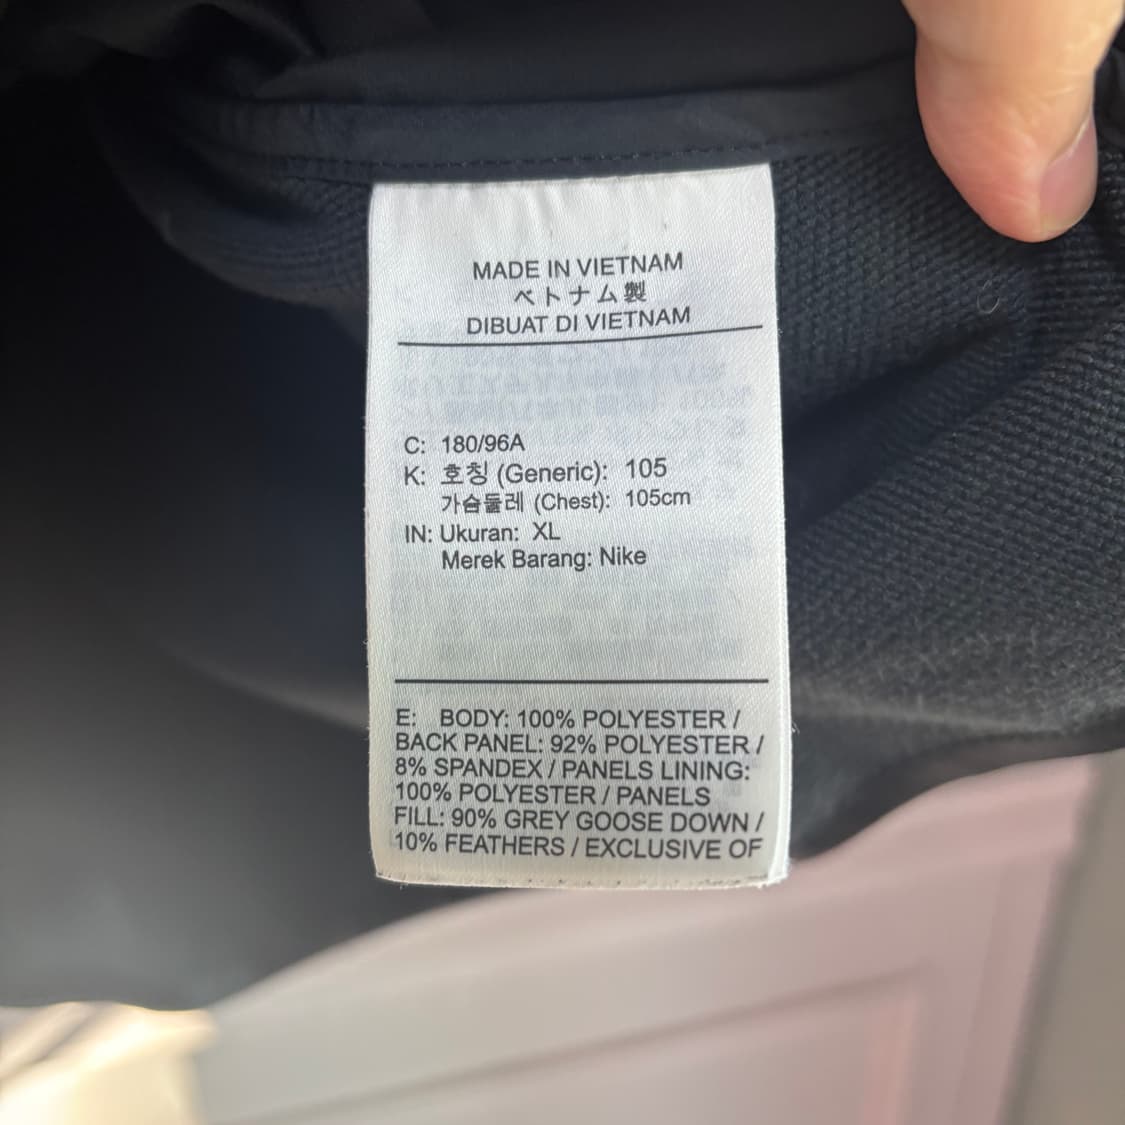 MADE IN VIETNAM
ベトナム製
DIBUAT DI VIETNAM
C: 180/96A
K: 호칭 (Generic): 105
가슴둘레 (Chest): 105cm
IN: Ukuran: XL
Merek Barang: Nike
E: BODY: 100% POLYESTER /
BACK PANEL: 92% POLYESTER /
8% SPANDEX / PANELS LINING:
100% POLYESTER / PANELS
FILL: 90% GREY GOOSE DOWN /
10% FEATHERS / EXCLUSIVE OF